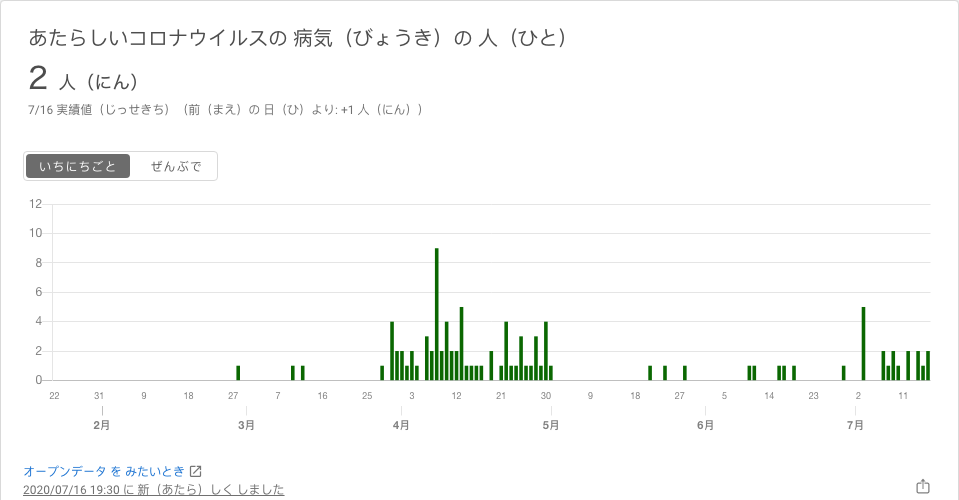 あたらしいコロナウイルスの 病気（びょうき）の 人（ひと）
2 人（にん）
7/16 実績値（じっせきち）（前（まえ）の 日（ひ）より: +1 人（にん））
いちにちごと ぜんぶで
12
10
8
6
4
2
0
22 31 9 18 27 7 16 25 3 12 21 30 9 18 27 5 14 23 2 11
2月 3月 4月 5月 6月 7月
オープンデータ を みたいとき
2020/07/16 19:30 に 新（あたら）しく しました